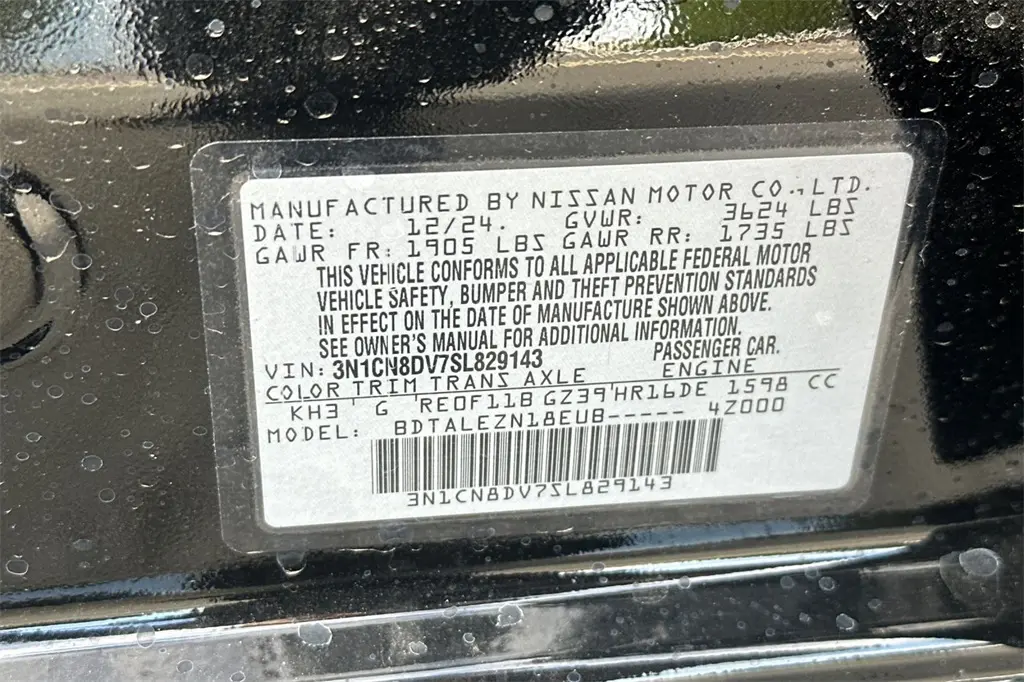 MANUFACTURED BY NISSAN MOTOR CO.,LTD.
DATE: 12/24. GVWR: 3624 LBS
GAWR FR: 1905 LBS GAWR RR: 1735 LBS
THIS VEHICLE CONFORMS TO ALL APPLICABLE FEDERAL MOTOR
VEHICLE SAFETY, BUMPER AND THEFT PREVENTION STANDARDS
IN EFFECT ON THE DATE OF MANUFACTURE SHOWN ABOVE.
SEE OWNER'S MANUAL FOR ADDITIONAL INFORMATION.
VIN: 3N1CN8DV7SL829143 PASSENGER CAR.
COLOR TRIM TRANS AXLE ENGINE
KH3 G RE0F11B GZ39 HR16DE 1598 CC
MODEL: BDTALEZN18EUB----- 4Z000
3N1CN8DV7SL829143